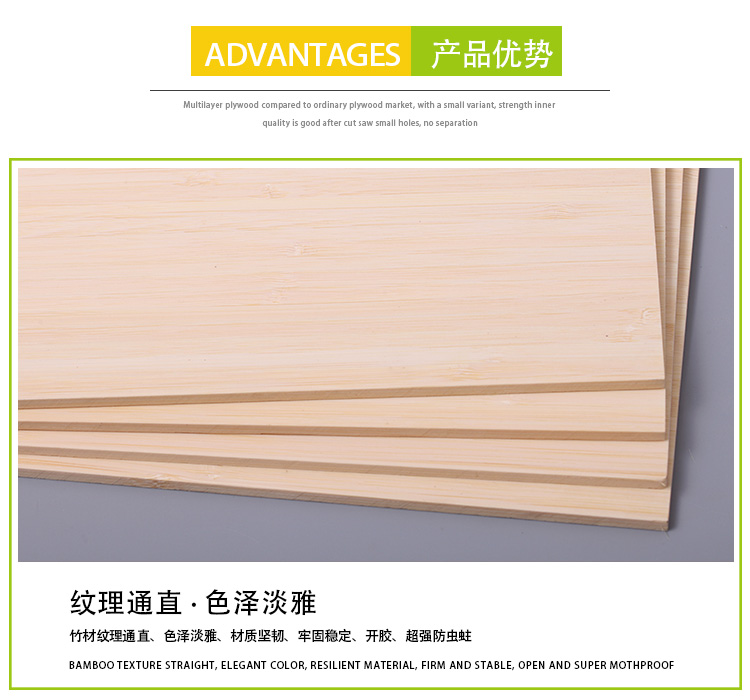 ADVANTAGES 产品优势
Multilayer plywood compared to ordinary plywood market, with a small variant, strength inner
quality is good after cut saw small holes, no separation
纹理通直·色泽淡雅
竹材纹理通直、色泽淡雅、材质坚韧、牢固稳定、开胶、超强防虫蛀
BAMBOO TEXTURE STRAIGHT, ELEGANT COLOR, RESILIENT MATERIAL, FIRM AND STABLE, OPEN AND SUPER MOTHPROOF